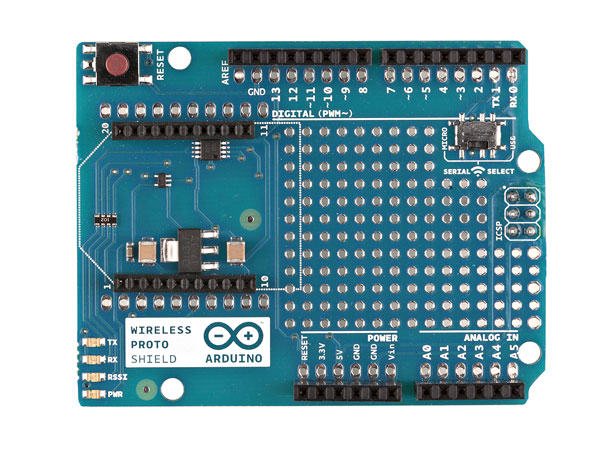 RESET
AREF
GND
13
12
~11
~10
~9
8
7
~6
~5
4
~3
2
TX 1
RX 0
DIGITAL (PWM~)
20
11
MICRO
USB
SERIAL SELECT
ICSP
102
1
10
WIRELESS
PROTO
SHIELD
ARDUINO
TX
RX
RSSI
PWR
POWER
RESET
3.3V
5V
GND
GND
Vin
ANALOG IN
A0
A1
A2
A3
A4
A5